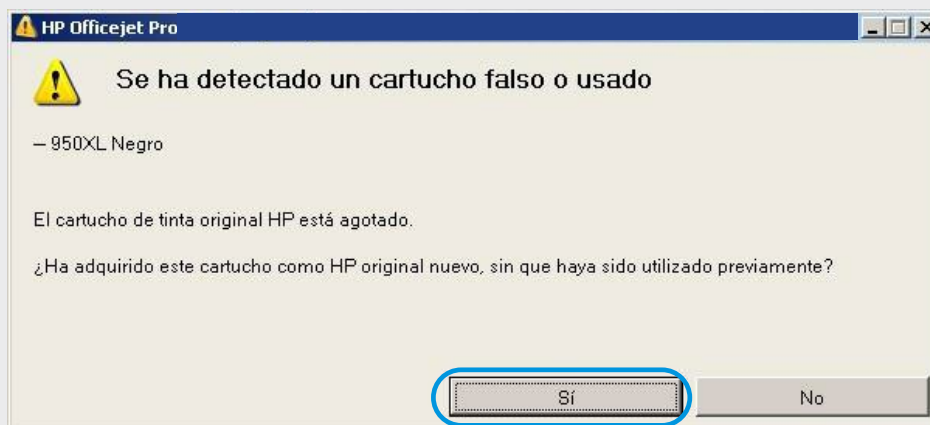 HP Officejet Pro
Se ha detectado un cartucho falso o usado
– 950XL Negro
El cartucho de tinta original HP está agotado.
¿Ha adquirido este cartucho como HP original nuevo, sin que haya sido utilizado previamente?
Sí
No